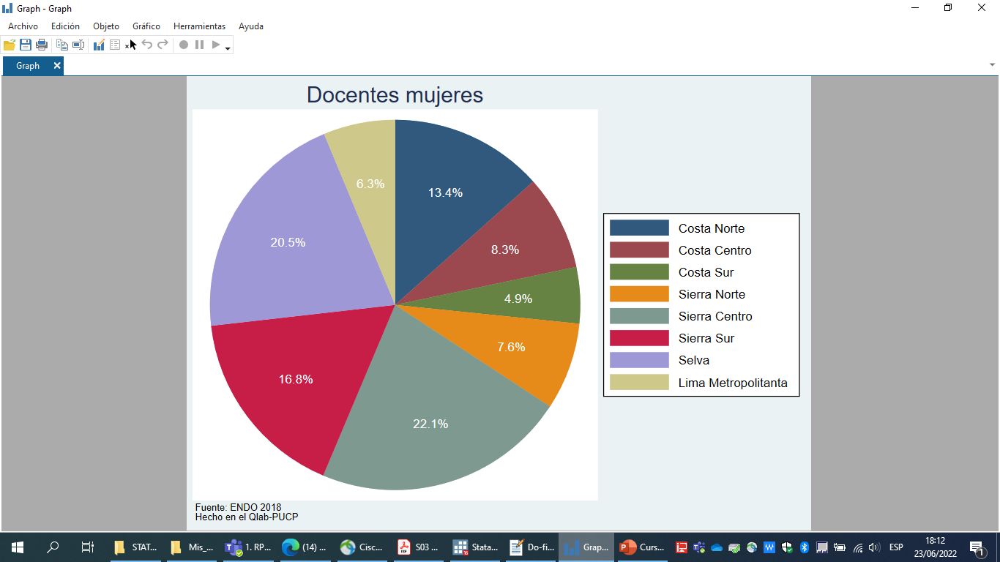 Graph - Graph
Archivo Edición Objeto Gráfico Herramientas Ayuda
Graph
Docentes mujeres
6.3%
13.4%
20.5%
8.3%
4.9%
7.6%
16.8%
22.1%
Costa Norte
Costa Centro
Costa Sur
Sierra Norte
Sierra Centro
Sierra Sur
Selva
Lima Metropolitanta
Fuente: ENDO 2018
Hecho en el Qlab-PUCP
STAT... Mis_... 1. RP... (14) ... Cisc... S03 ... Stata... Do-fi... Grap... Curs... ESP
18:12
23/06/2022
1